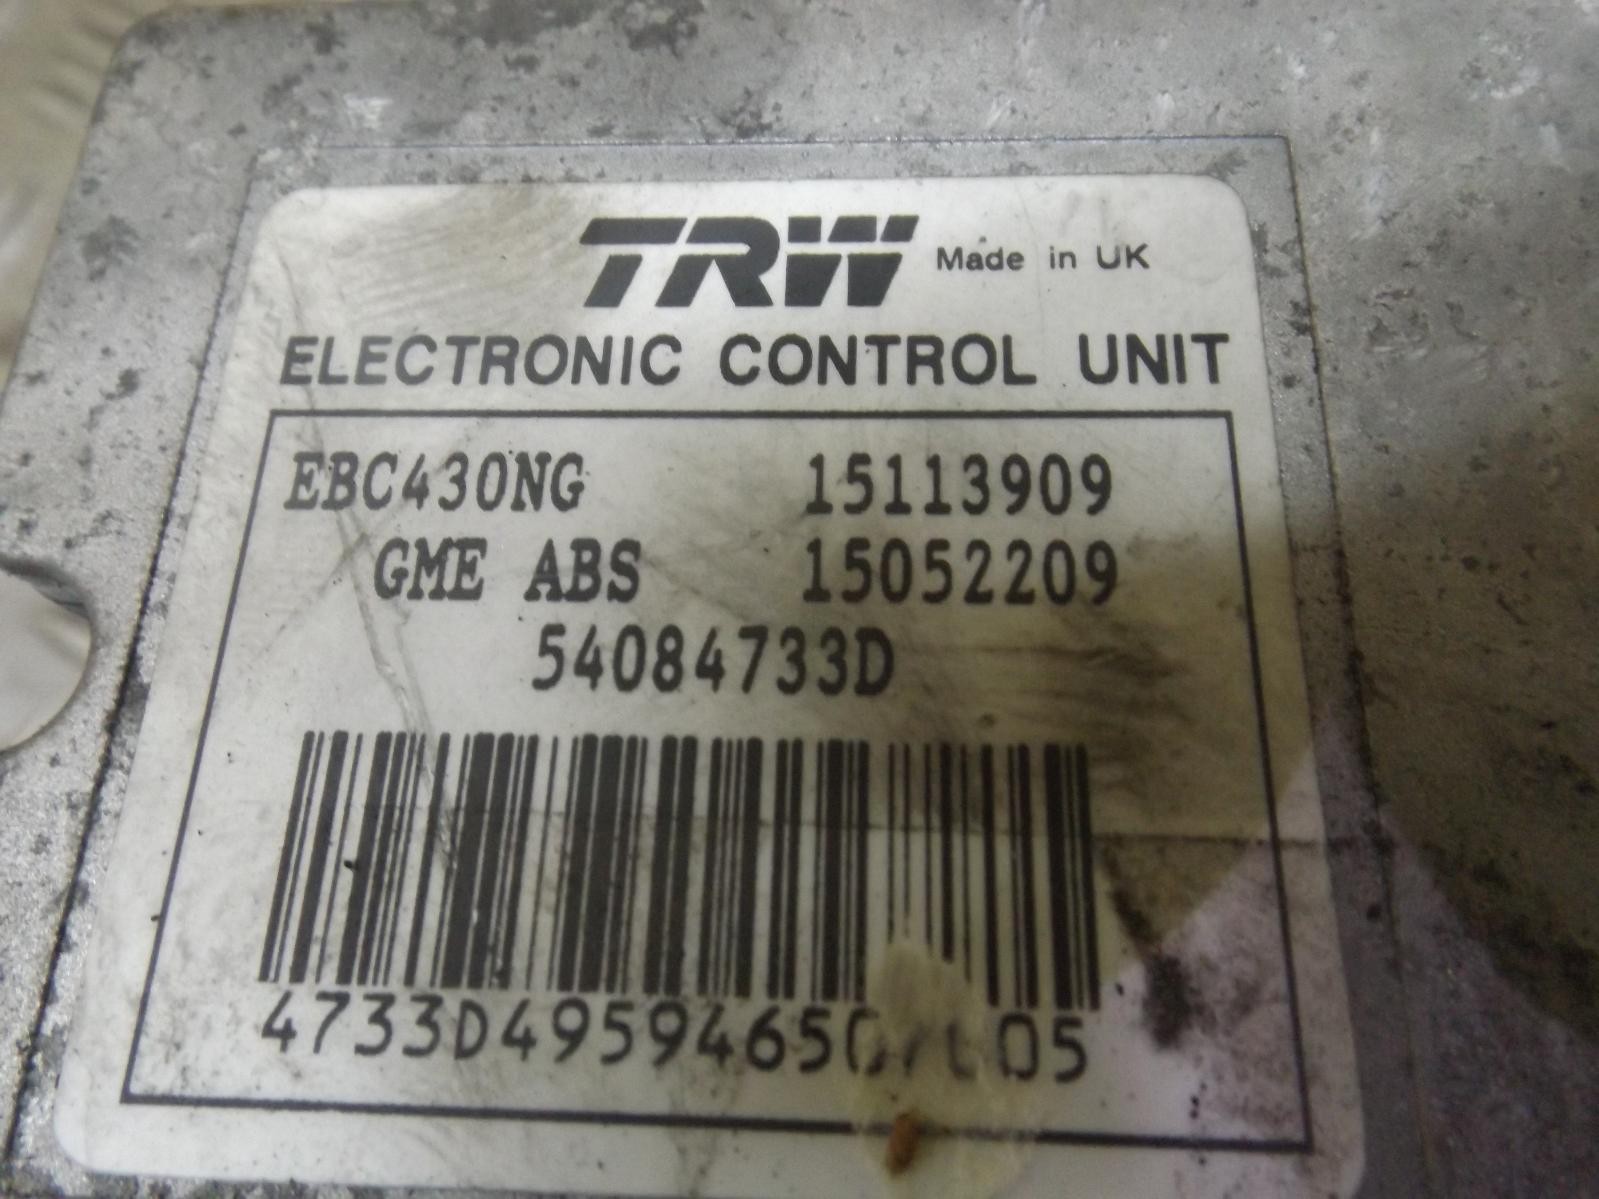 TRW Made in UK
ELECTRONIC CONTROL UNIT
EBC430NG 15113909
GME ABS 15052209
54084733D